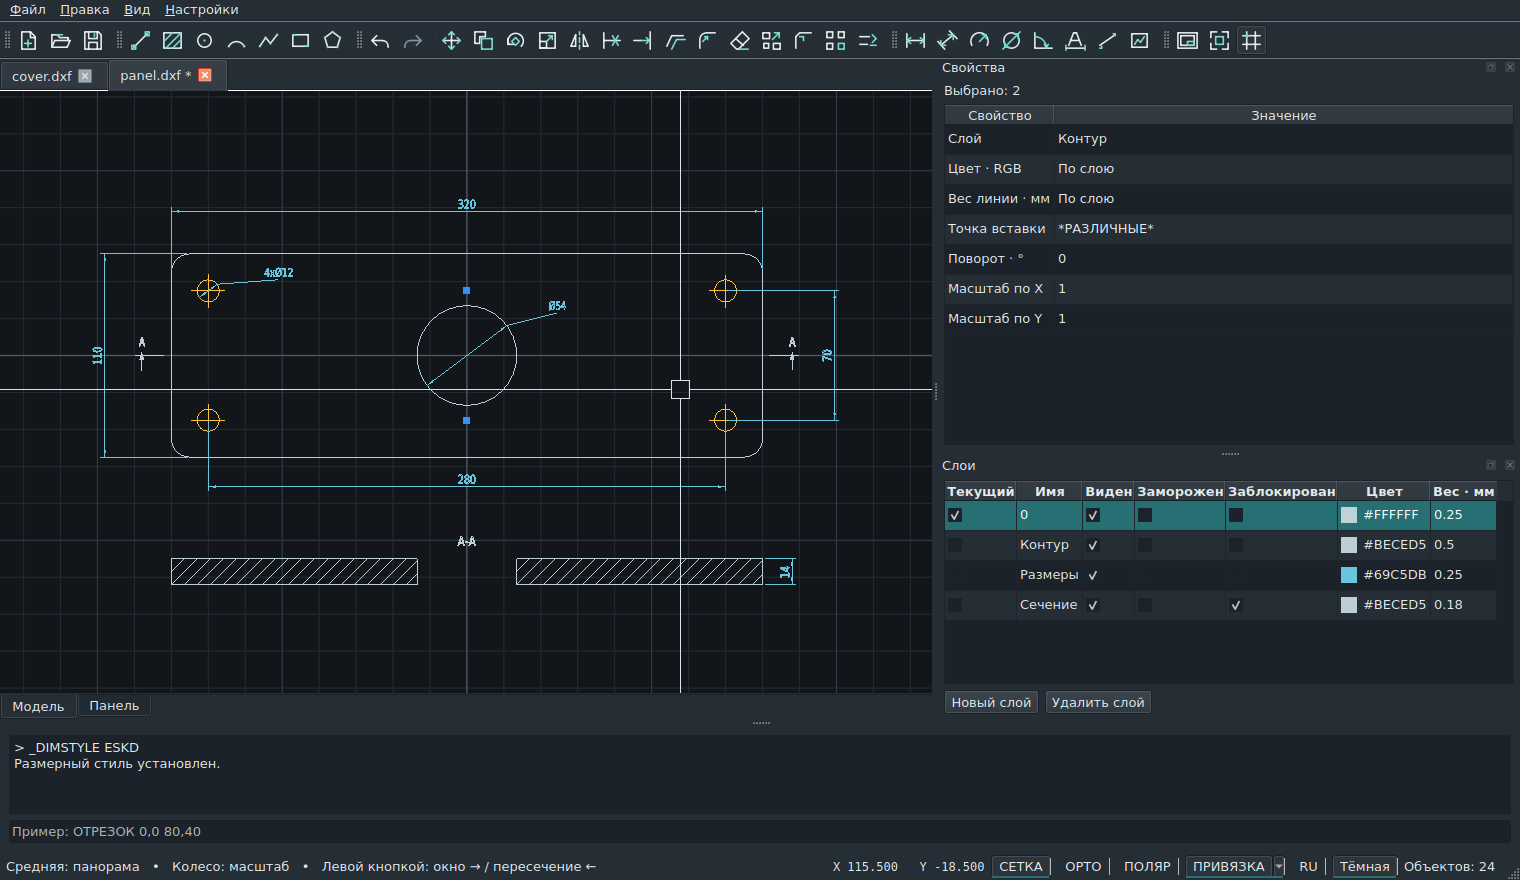 Файл Правка Вид Настройки
cover.dxf panel.dxf *
Свойства
Выбрано: 2
Свойство Значение
Слой Контур
Цвет · RGB По слою
Вес линии · мм По слою
Точка вставки *РАЗЛИЧНЫЕ*
Поворот · ° 0
Масштаб по X 1
Масштаб по Y 1
320
4xØ12
Ø54
110
A
A
70
280
A-A
14
Слои
Текущий Имя Виден Заморожен Заблокирован Цвет Вес · мм
0 #FFFFFF 0.25
Контур #BECED5 0.5
Размеры #69C5DB 0.25
Сечение #BECED5 0.18
Новый слой Удалить слой
Модель Панель
> _DIMSTYLE ESKD
Размерный стиль установлен.
Пример: ОТРЕЗОК 0,0 80,40
Средняя: панорама • Колесо: масштаб • Левой кнопкой: окно → / пересечение ← X 115.500 Y -18.500 СЕТКА ОРТО ПОЛЯР ПРИВЯЗКА RU Тёмная Объектов: 24